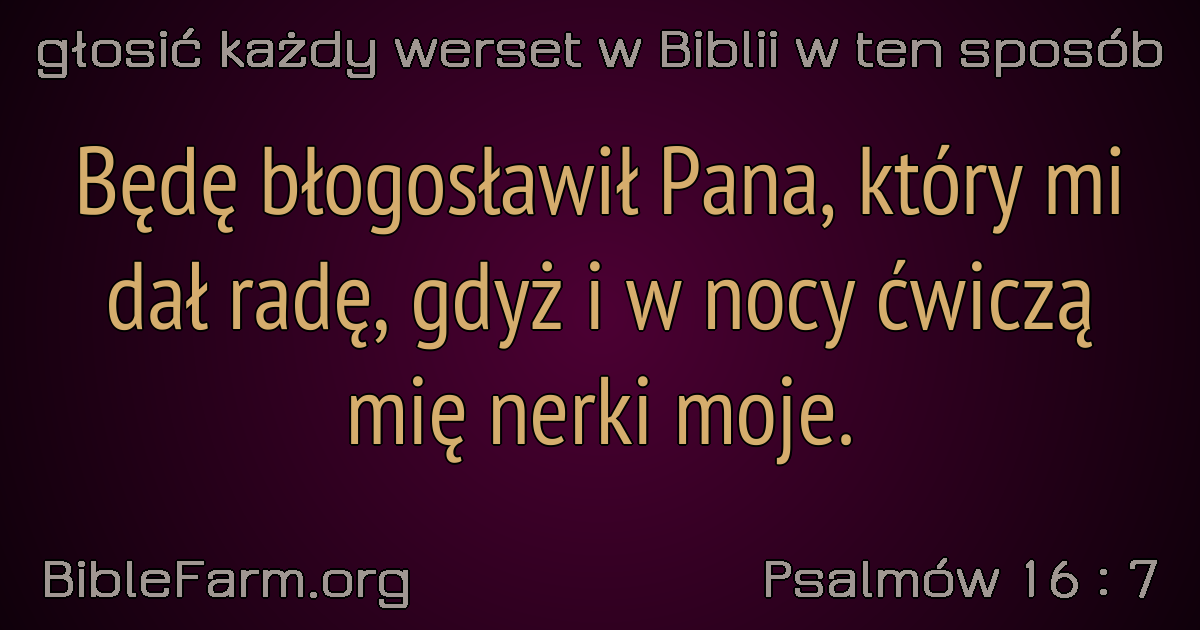 głosić każdy werset w Biblii w ten sposób
Będę błogosławił Pana, który mi
dał radę, gdyż i w nocy ćwiczą
mię nerki moje.
BibleFarm.org
Psalmów 16 : 7